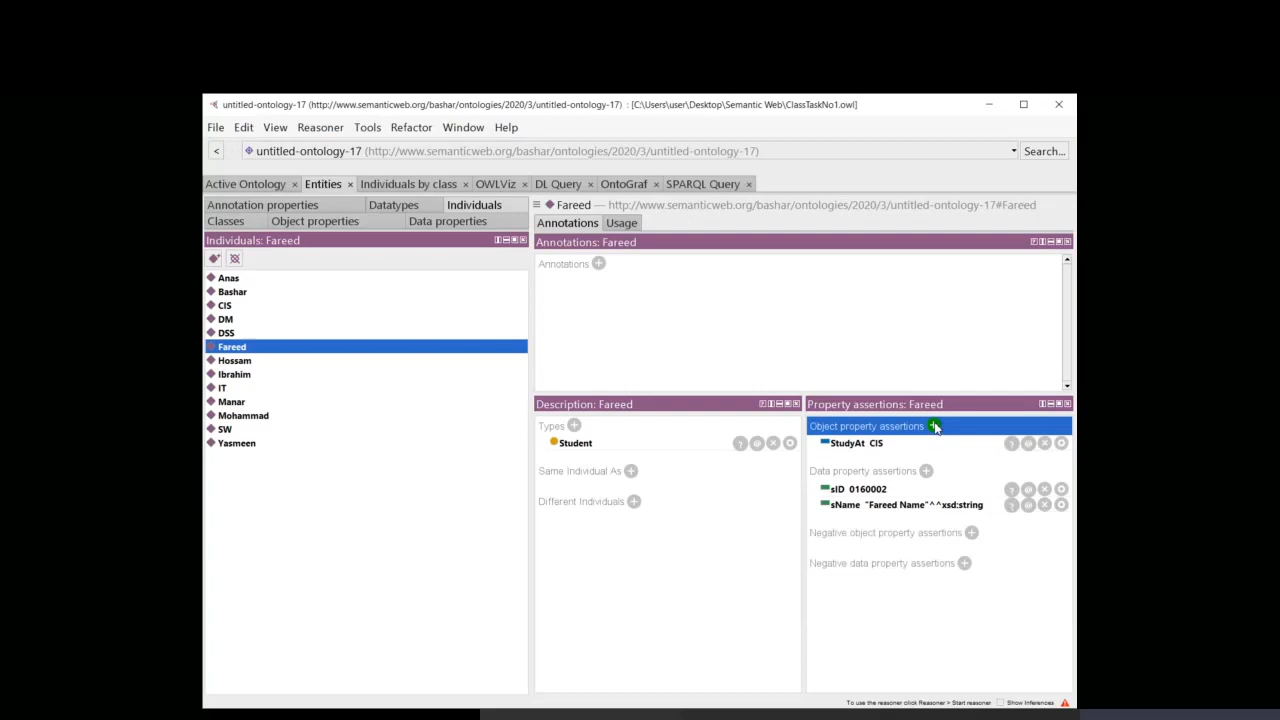 untitled-ontology-17 (http://www.semanticweb.org/bashar/ontologies/2020/3/untitled-ontology-17) : [C:\Users\user\Desktop\Semantic Web\ClassTaskNo1.owl]
File Edit View Reasoner Tools Refactor Window Help
untitled-ontology-17 (http://www.semanticweb.org/bashar/ontologies/2020/3/untitled-ontology-17) Search...
Active Ontology Entities Individuals by class OWLViz DL Query OntoGraf SPARQL Query
Annotation properties Datatypes Individuals
Classes Object properties Data properties
Individuals: Fareed
Anas
Bashar
CIS
DM
DSS
Fareed
Hossam
Ibrahim
IT
Manar
Mohammad
SW
Yasmeen
Fareed — http://www.semanticweb.org/bashar/ontologies/2020/3/untitled-ontology-17#Fareed
Annotations Usage
Annotations: Fareed
Annotations
Description: Fareed
Types
Student
Same Individual As
Different Individuals
Property assertions: Fareed
Object property assertions
StudyAt CIS
Data property assertions
sID 0160002
sName "Fareed Name"^^xsd:string
Negative object property assertions
Negative data property assertions
To use the reasoner click Reasoner > Start reasoner Show Inferences